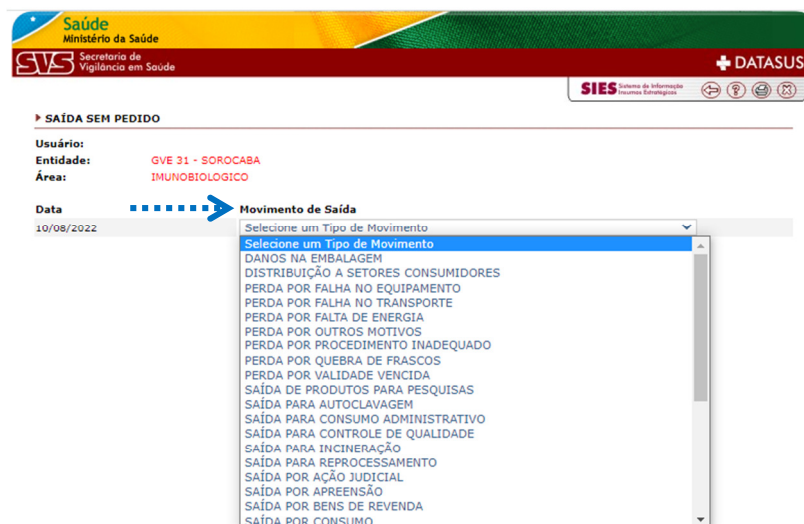 Saúde
Ministério da Saúde
SVS Secretaria de
Vigilância em Saúde
DATASUS
SIES Sistema de Informação
Insumos Estratégicos
SAÍDA SEM PEDIDO
Usuário:
Entidade: GVE 31 - SOROCABA
Área: IMUNOBIOLOGICO
Data Movimento de Saída
10/08/2022 Selecione um Tipo de Movimento
Selecione um Tipo de Movimento
DANOS NA EMBALAGEM
DISTRIBUIÇÃO A SETORES CONSUMIDORES
PERDA POR FALHA NO EQUIPAMENTO
PERDA POR FALHA NO TRANSPORTE
PERDA POR FALTA DE ENERGIA
PERDA POR OUTROS MOTIVOS
PERDA POR PROCEDIMENTO INADEQUADO
PERDA POR QUEBRA DE FRASCOS
PERDA POR VALIDADE VENCIDA
SAÍDA DE PRODUTOS PARA PESQUISAS
SAÍDA PARA AUTOCLAVAGEM
SAÍDA PARA CONSUMO ADMINISTRATIVO
SAÍDA PARA CONTROLE DE QUALIDADE
SAÍDA PARA INCINERAÇÃO
SAÍDA PARA REPROCESSAMENTO
SAÍDA POR AÇÃO JUDICIAL
SAÍDA POR APREENSÃO
SAÍDA POR BENS DE REVENDA
SAÍDA POR CONSUMO